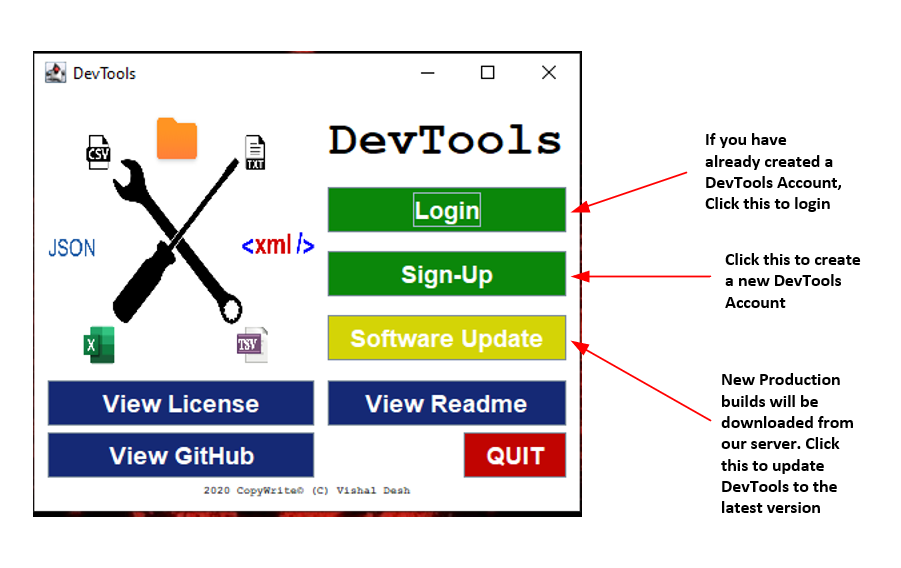 DevTools
DevTools
CSV
TXT
If you have
already created a
DevTools Account,
Click this to login
Login
JSON
<xml />
Sign-Up
Click this to create
a new DevTools
Account
X
TSV
Software Update
New Production
builds will be
downloaded from
our server. Click
this to update
DevTools to the
latest version
View License
View Readme
View GitHub
QUIT
2020 CopyWrite© (C) Vishal Desh